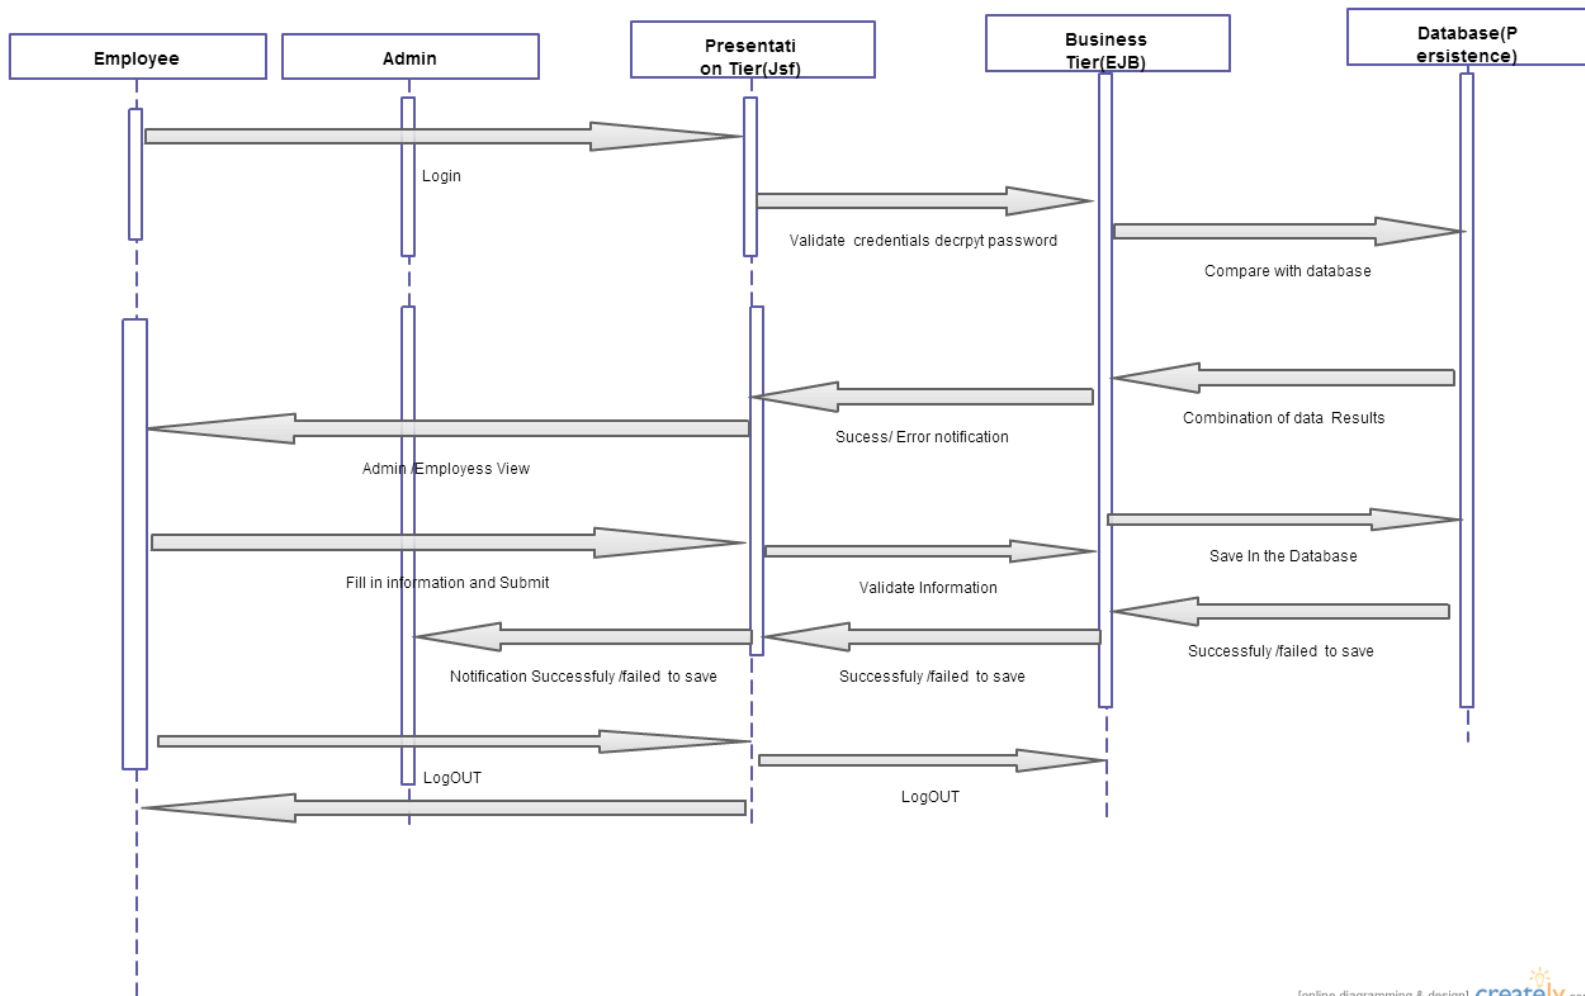 Employee
Admin
Presentati
on Tier(Jsf)
Business
Tier(EJB)
Database(P
ersistence)
Login
Validate credentials decrpyt password
Compare with database
Combination of data Results
Sucess/ Error notification
Admin /Employess View
Save In the Database
Fill in information and Submit
Validate Information
Successfuly /failed to save
Notification Successfuly /failed to save
Successfuly /failed to save
LogOUT
LogOUT
[online diagramming & design] creately